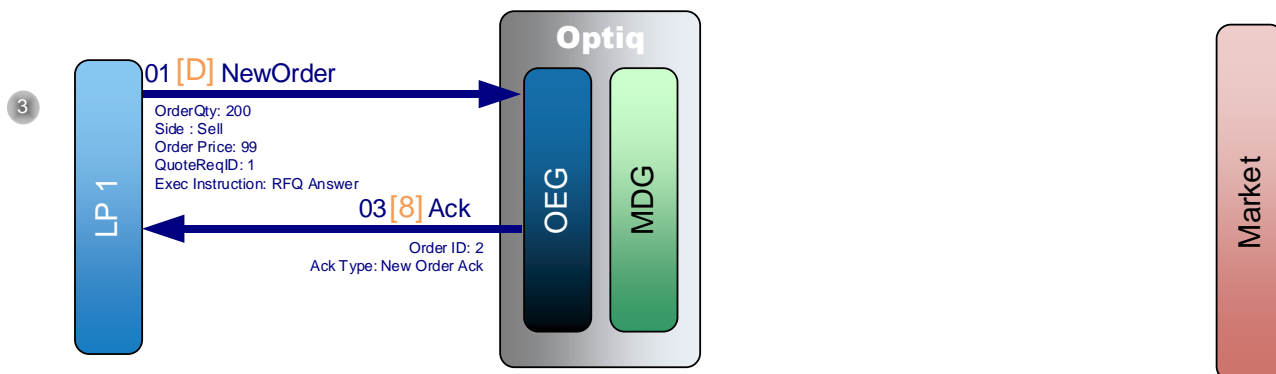 Optiq
01 [D] NewOrder
3
OrderQty: 200
Side : Sell
Order Price: 99
QuoteReqID: 1
Exec Instruction: RFQ Answer
LP 1
OEG
MDG
Market
03 [8] Ack
Order ID: 2
Ack Type: New Order Ack